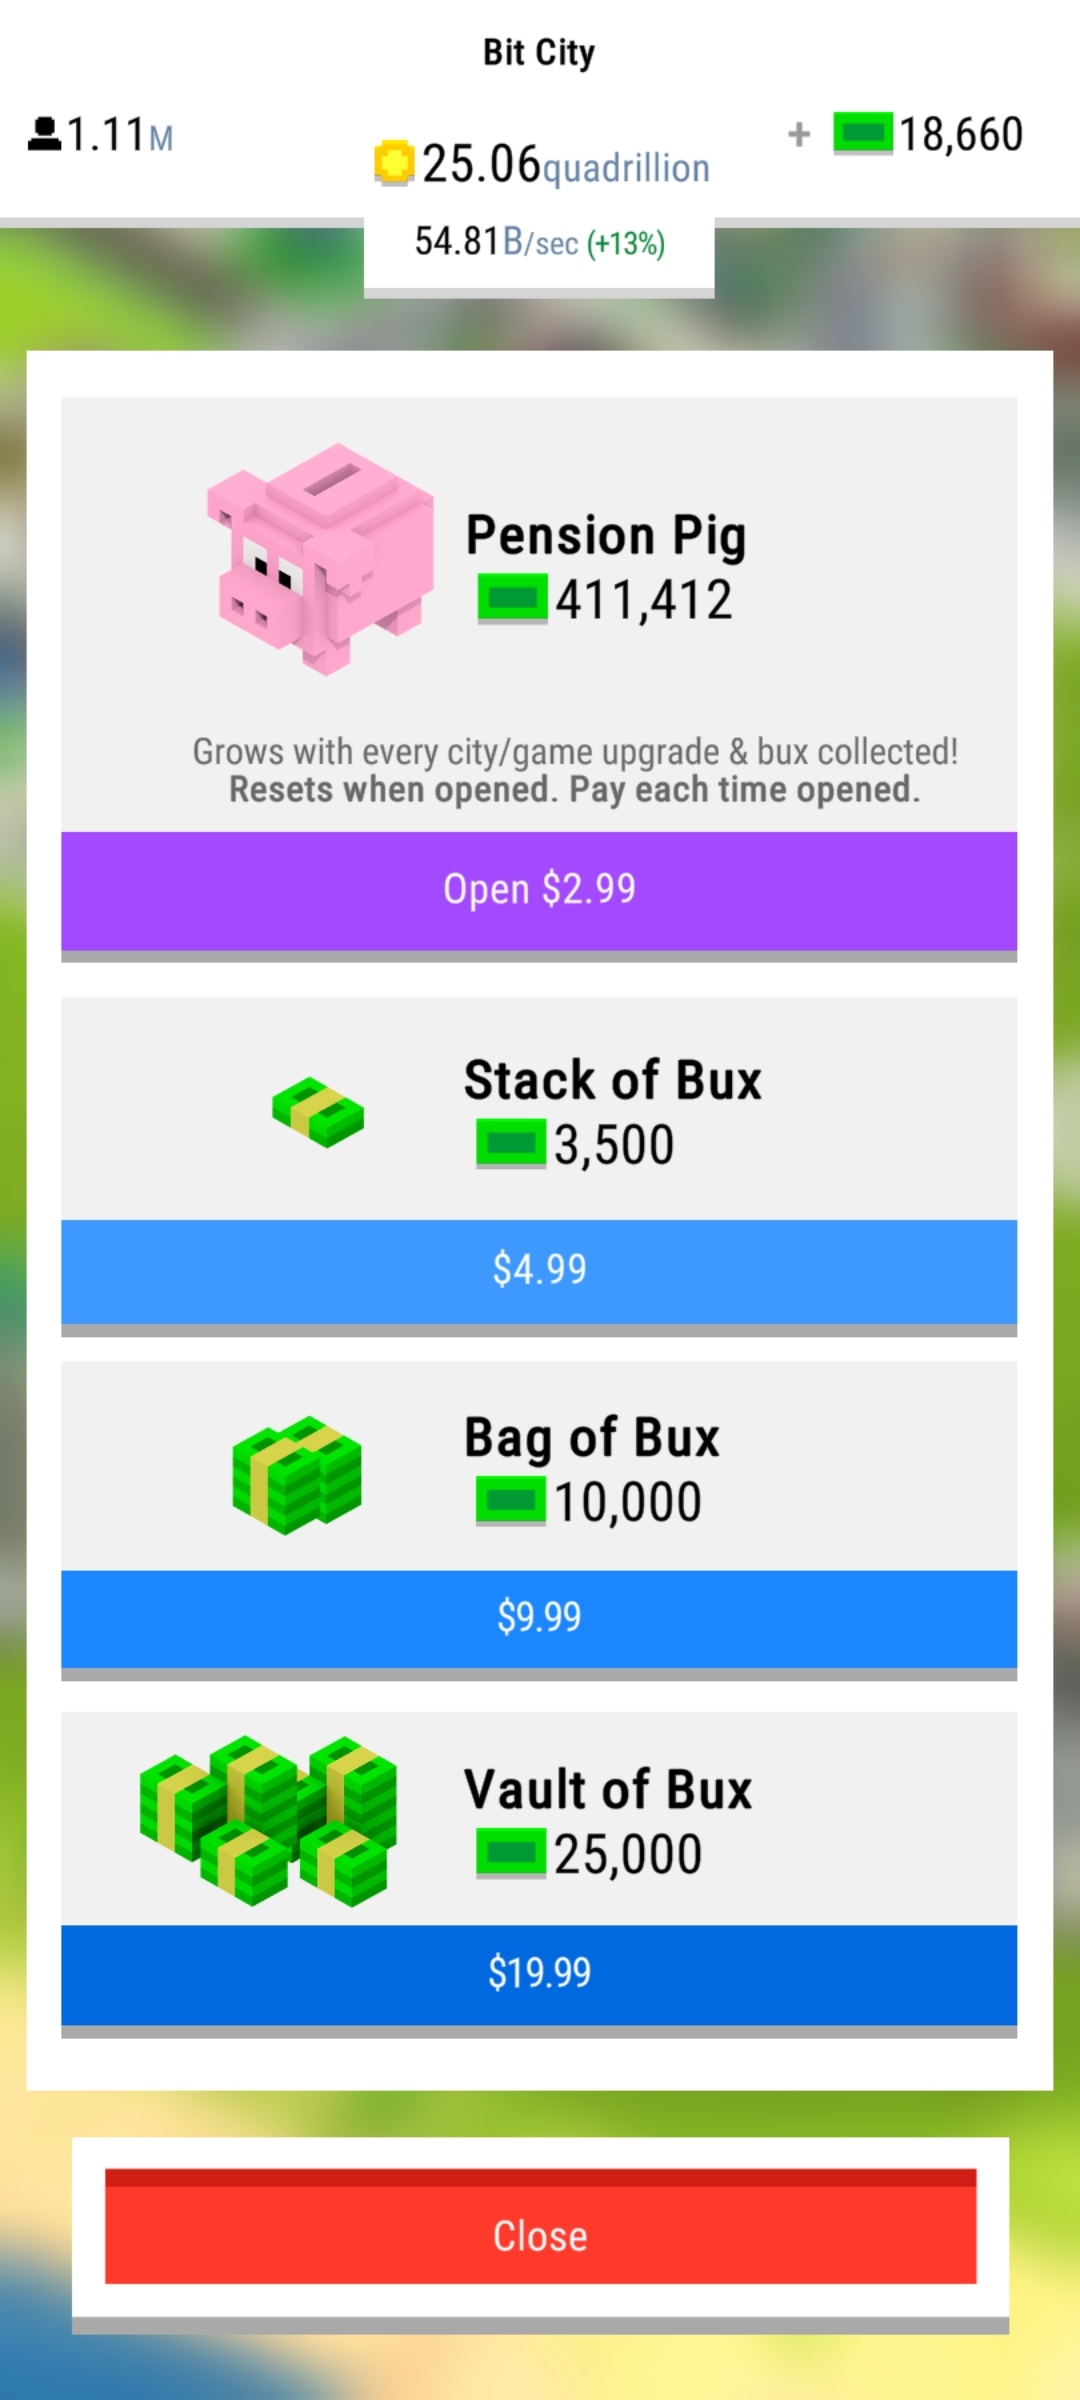 Bit City
1.11M
25.06quadrillion
+ 18,660
54.81B/sec (+13%)
Pension Pig
411,412
Grows with every city/game upgrade & bux collected!
Resets when opened. Pay each time opened.
Open $2.99
Stack of Bux
3,500
$4.99
Bag of Bux
10,000
$9.99
Vault of Bux
25,000
$19.99
Close